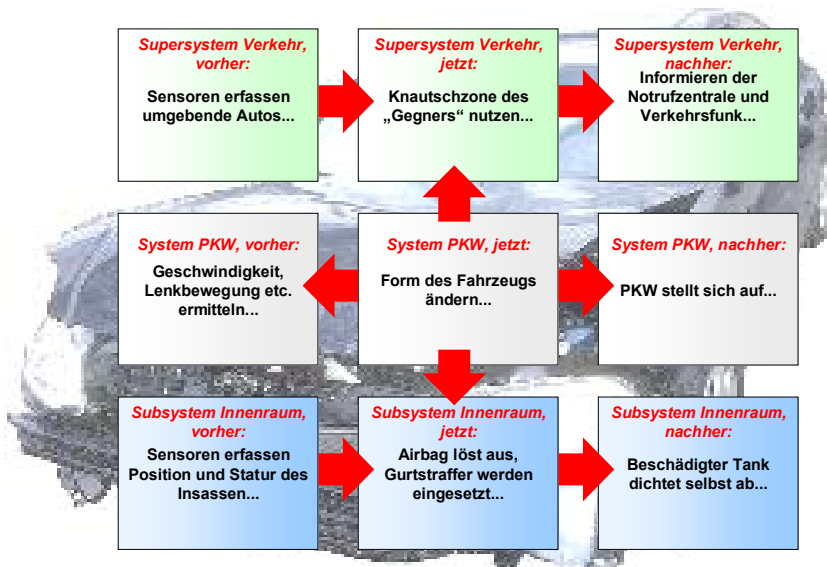 Supersystem Verkehr,
vorher:
Sensoren erfassen
umgebende Autos...
Supersystem Verkehr,
jetzt:
Knautschzone des
„Gegners“ nutzen...
Supersystem Verkehr,
nachher:
Informieren der
Notrufzentrale und
Verkehrsfunk...
System PKW, vorher:
Geschwindigkeit,
Lenkbewegung etc.
ermitteln...
System PKW, jetzt:
Form des Fahrzeugs
ändern...
System PKW, nachher:
PKW stellt sich auf...
Subsystem Innenraum,
vorher:
Sensoren erfassen
Position und Statur des
Insassen...
Subsystem Innenraum,
jetzt:
Airbag löst aus,
Gurtstraffer werden
eingesetzt...
Subsystem Innenraum,
nachher:
Beschädigter Tank
dichtet selbst ab...